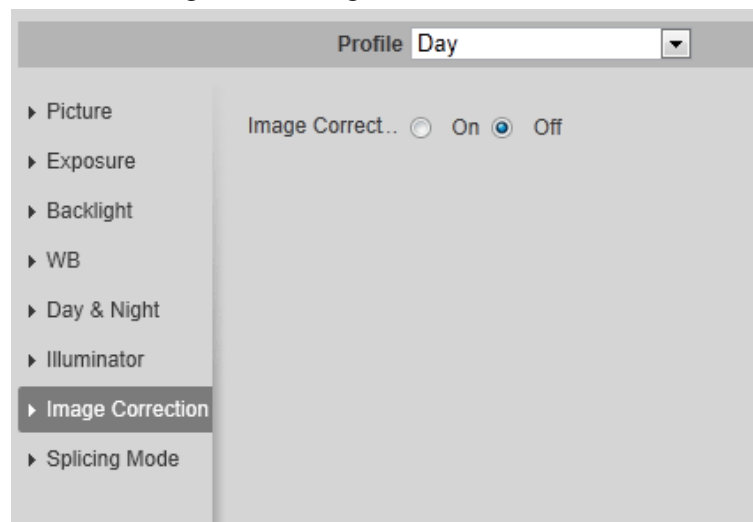 Profile Day
Picture
Image Correct.. On Off
Exposure
Backlight
WB
Day & Night
Illuminator
Image Correction
Splicing Mode